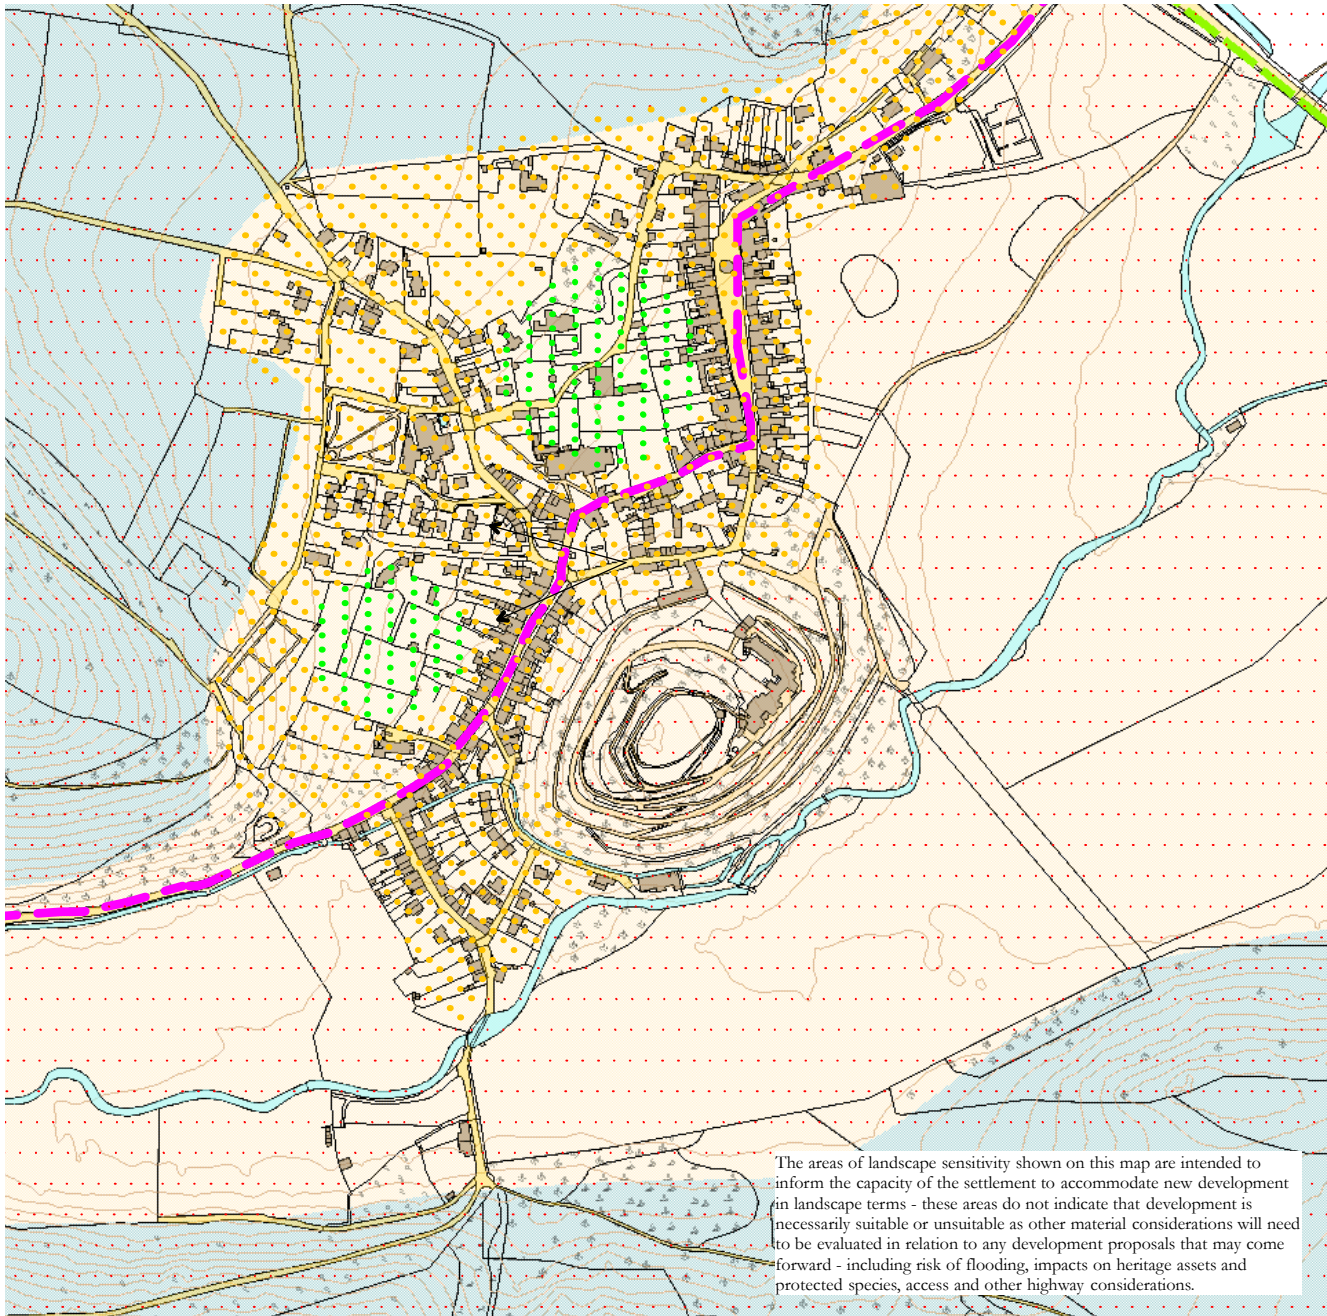 The areas of landscape sensitivity shown on this map are intended to
inform the capacity of the settlement to accommodate new development
in landscape terms - these areas do not indicate that development is
necessarily suitable or unsuitable as other material considerations will need
to be evaluated in relation to any development proposals that may come
forward - including risk of flooding, impacts on heritage assets and
protected species, access and other highway considerations.